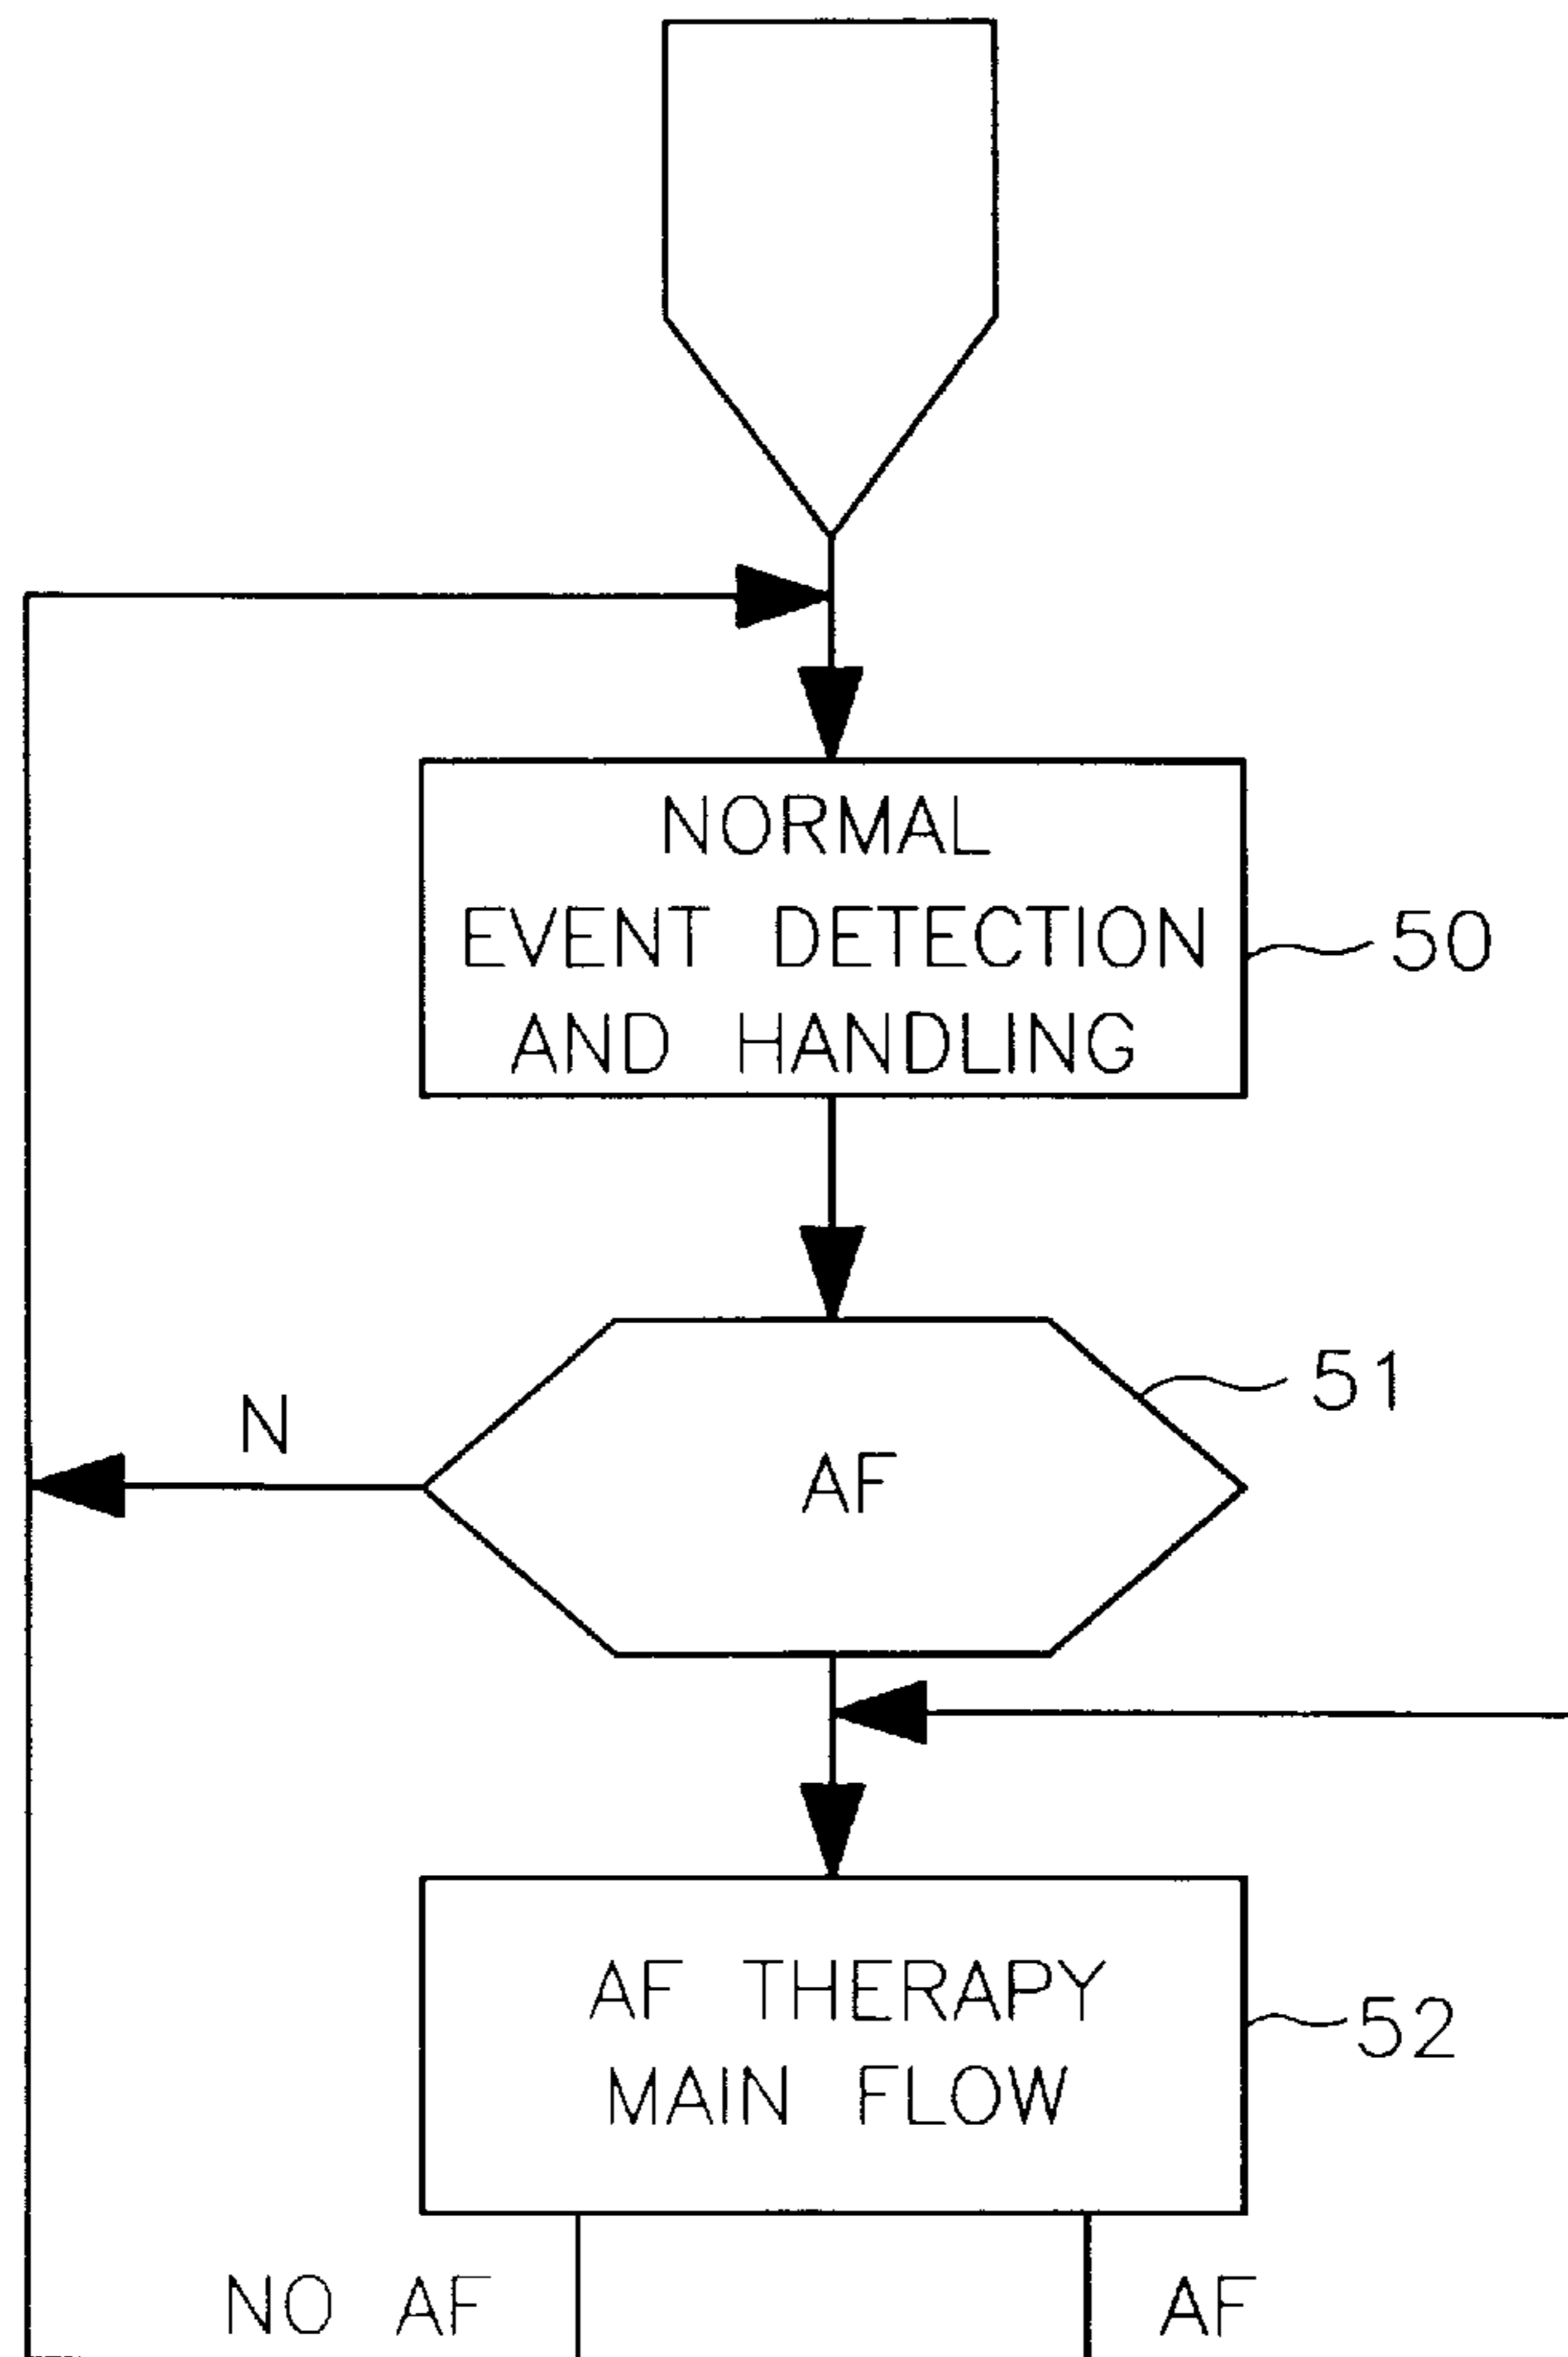 NORMAL
EVENT DETECTION
AND HANDLING
50
51
N
AF
AF THERAPY
MAIN FLOW
52
NO AF
AF